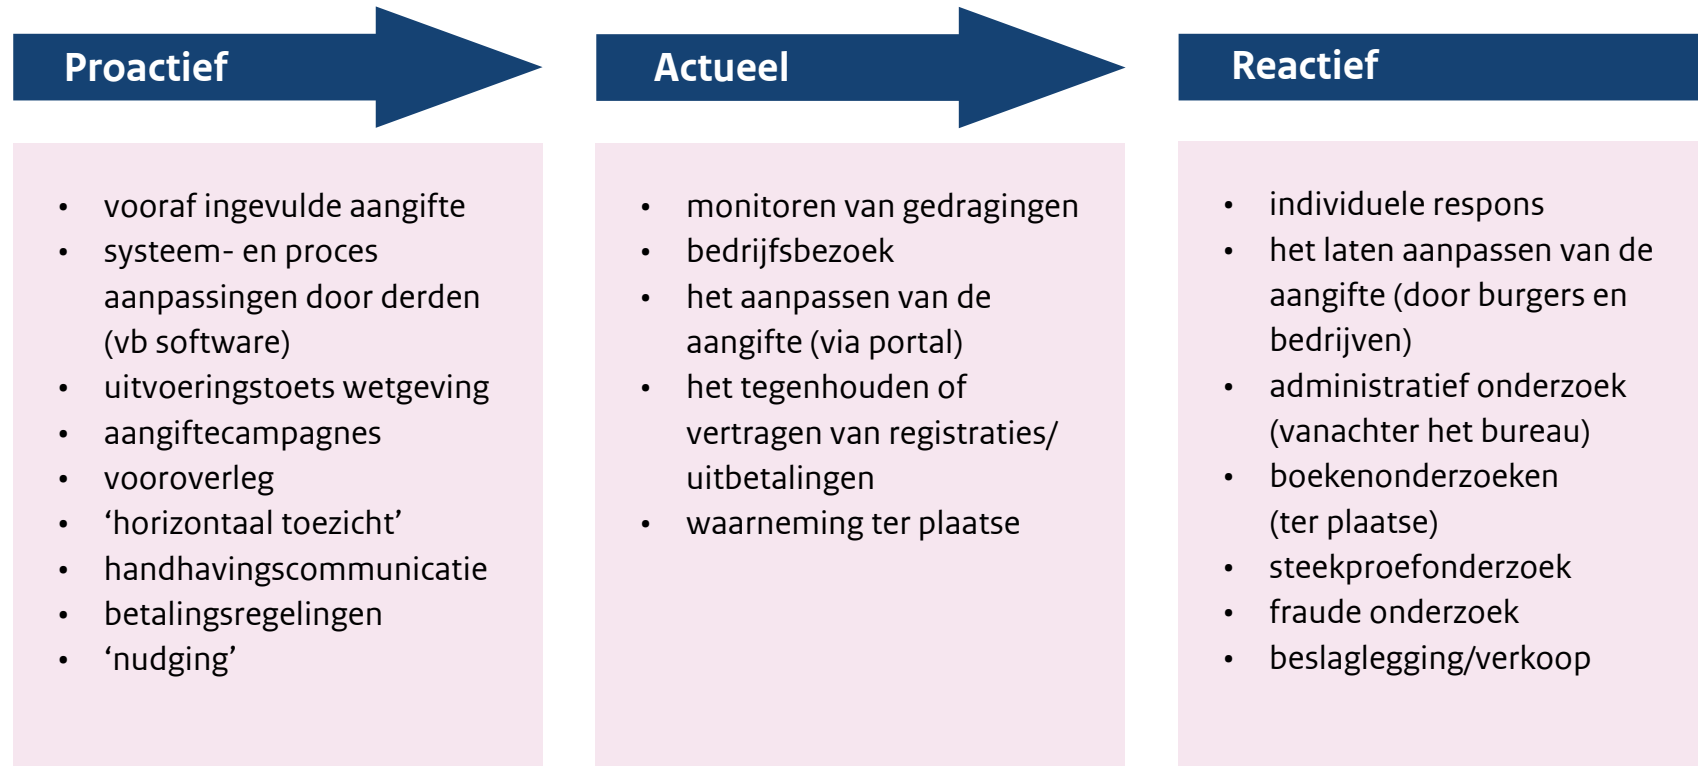 Proactief
• vooraf ingevulde aangifte
• systeem- en proces
aanpassingen door derden
(vb software)
• uitvoeringstoets wetgeving
• aangiftecampagnes
• vooroverleg
• ‘horizontaal toezicht’
• handhavingscommunicatie
• betalingsregelingen
• ‘nudging’
Actueel
• monitoren van gedragingen
• bedrijfsbezoek
• het aanpassen van de
aangifte (via portal)
• het tegenhouden of
vertragen van registraties/
uitbetalingen
• waarneming ter plaatse
Reactief
• individuele respons
• het laten aanpassen van de
aangifte (door burgers en
bedrijven)
• administratief onderzoek
(vanachter het bureau)
• boekenonderzoeken
(ter plaatse)
• steekproefonderzoek
• fraude onderzoek
• beslaglegging/verkoop